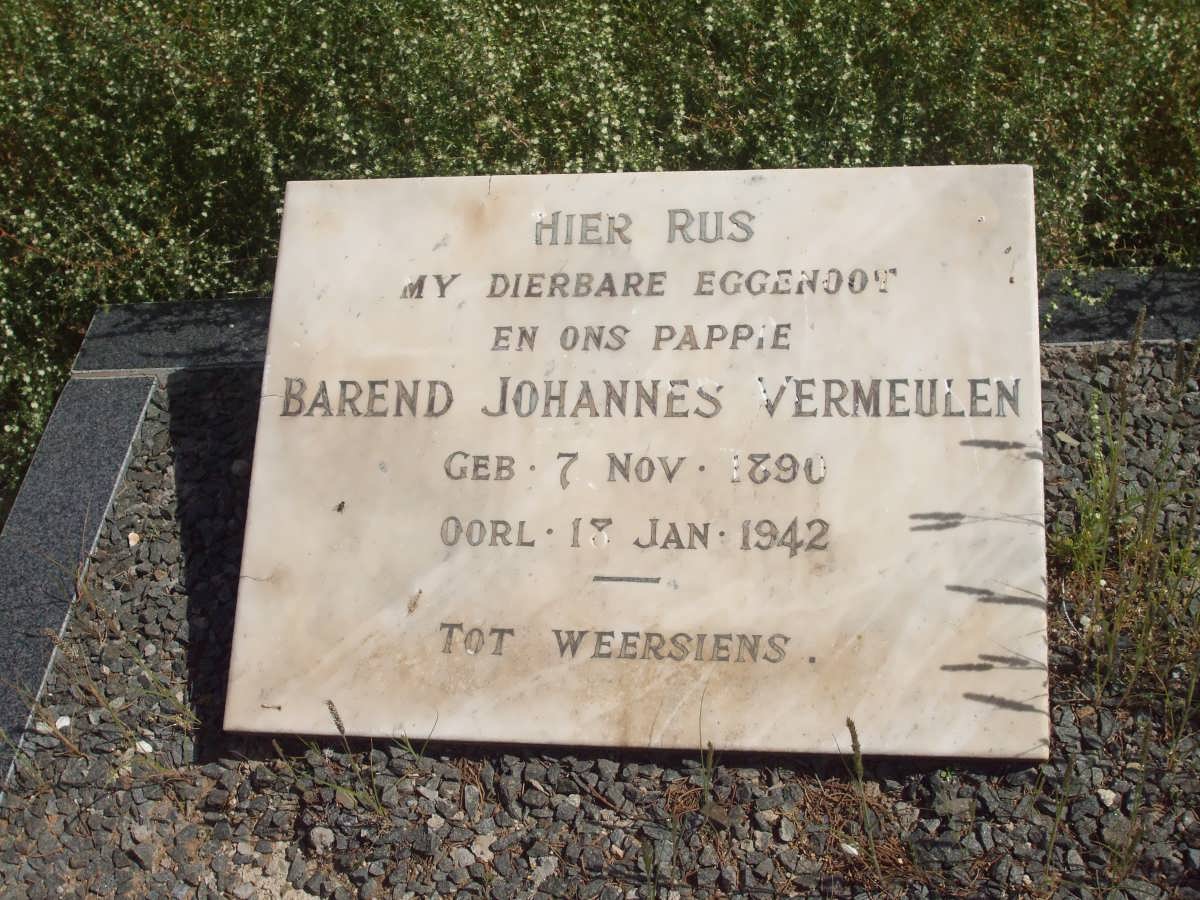 HIER RUS
MY DIERBARE EGGENOOT
EN ONS PAPPIE
BAREND JOHANNES VERMEULEN
GEB · 7 NOV · 1890
OORL · 18 JAN · 1942
TOT WEERSIENS.